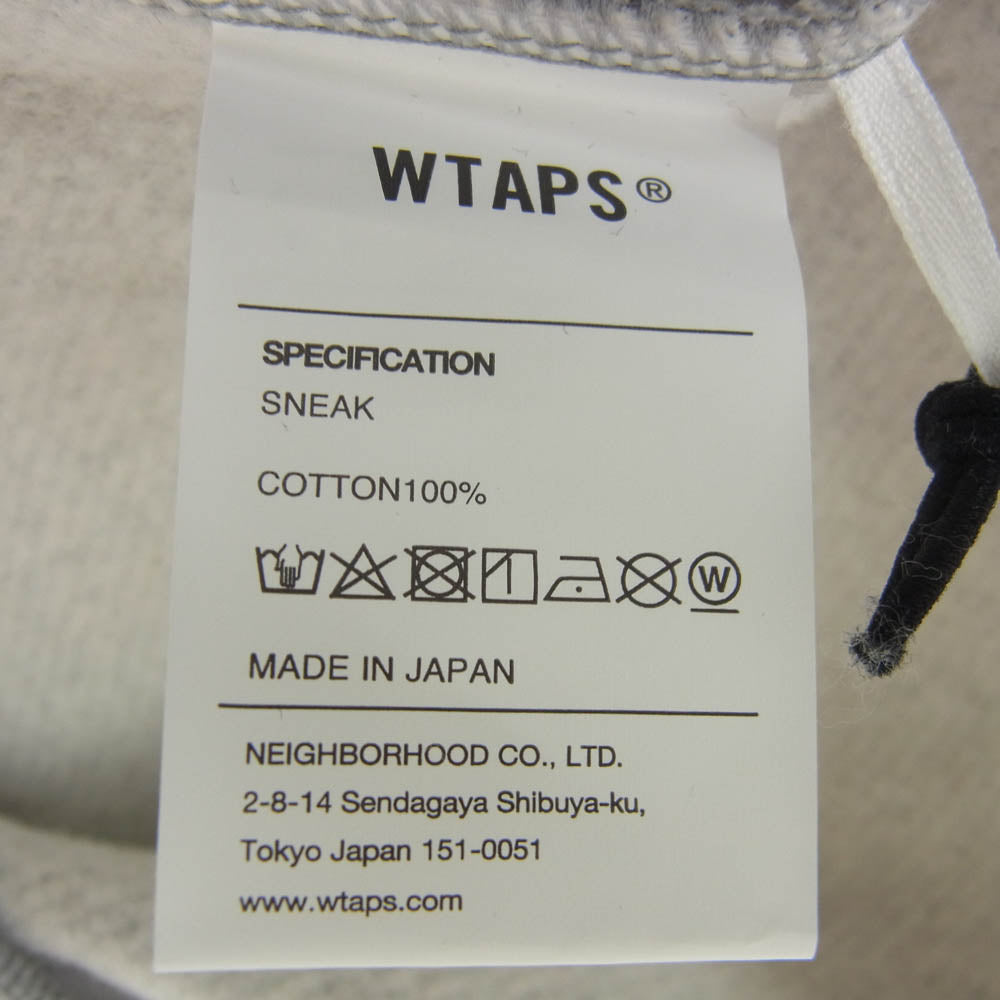 WTAPS®
SPECIFICATION
SNEAK
COTTON100%
W
MADE IN JAPAN
NEIGHBORHOOD CO., LTD.
2-8-14 Sendagaya Shibuya-ku,
Tokyo Japan 151-0051
www.wtaps.com